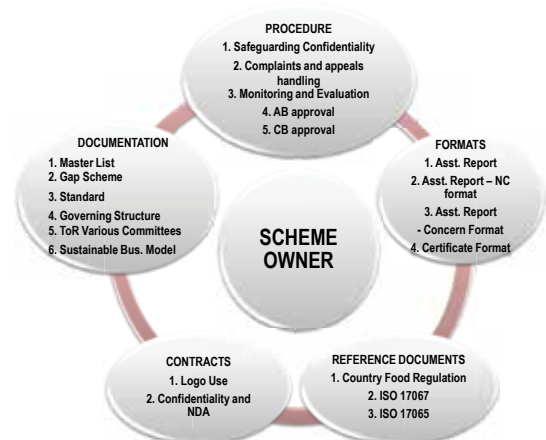 PROCEDURE
1. Safeguarding Confidentiality
2. Complaints and appeals
handling
3. Monitoring and Evaluation
4. AB approval
5. CB approval
DOCUMENTATION
1. Master List
2. Gap Scheme
3. Standard
4. Governing Structure
5. ToR Various Committees
6. Sustainable Bus. Model
FORMATS
1. Asst. Report
2. Asst. Report – NC
format
3. Asst. Report
- Concern Format
4. Certificate Format
SCHEME
OWNER
CONTRACTS
1. Logo Use
2. Confidentiality and
NDA
REFERENCE DOCUMENTS
1. Country Food Regulation
2. ISO 17067
3. ISO 17065